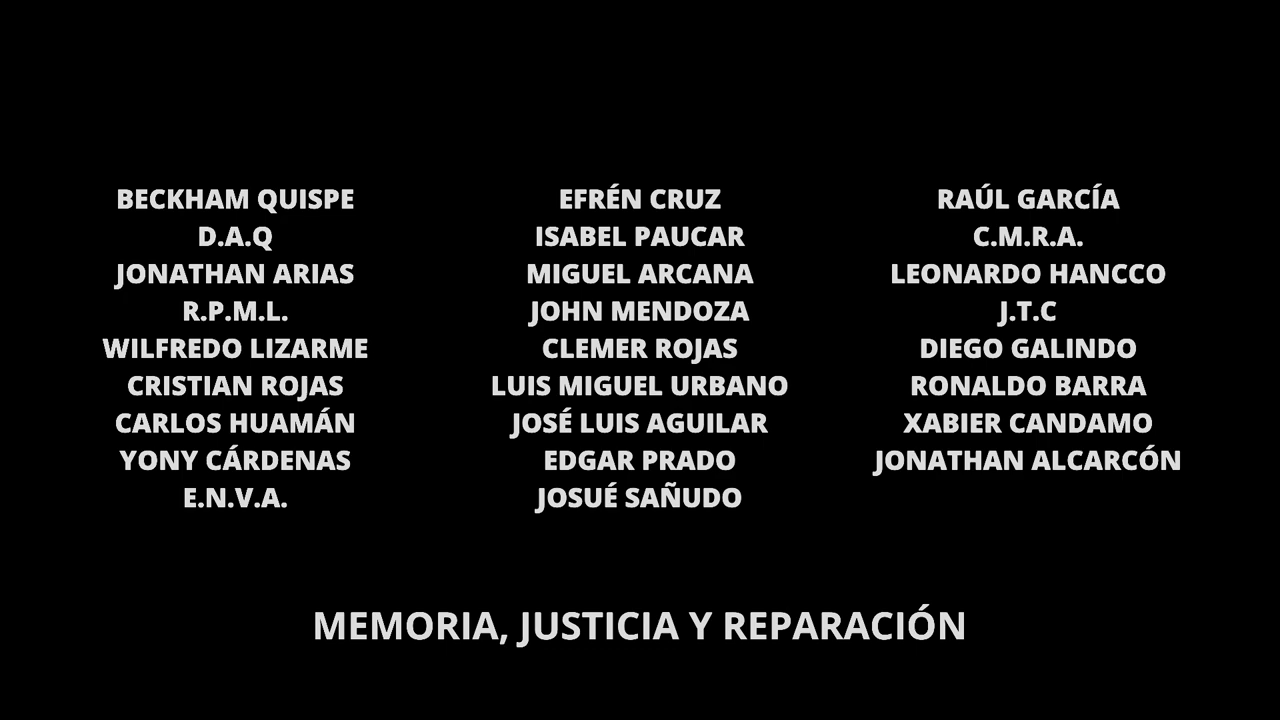 BECKHAM QUISPE
D.A.Q
JONATHAN ARIAS
R.P.M.L.
WILFREDO LIZARME
CRISTIAN ROJAS
CARLOS HUAMÁN
YONY CÁRDENAS
E.N.V.A.
EFRÉN CRUZ
ISABEL PAUCAR
MIGUEL ARCANA
JOHN MENDOZA
CLEMER ROJAS
LUIS MIGUEL URBANO
JOSÉ LUIS AGUILAR
EDGAR PRADO
JOSUÉ SAÑUDO
RAÚL GARCÍA
C.M.R.A.
LEONARDO HANCCO
J.T.C
DIEGO GALINDO
RONALDO BARRA
XABIER CANDAMO
JONATHAN ALCARCÓN
MEMORIA, JUSTICIA Y REPARACIÓN